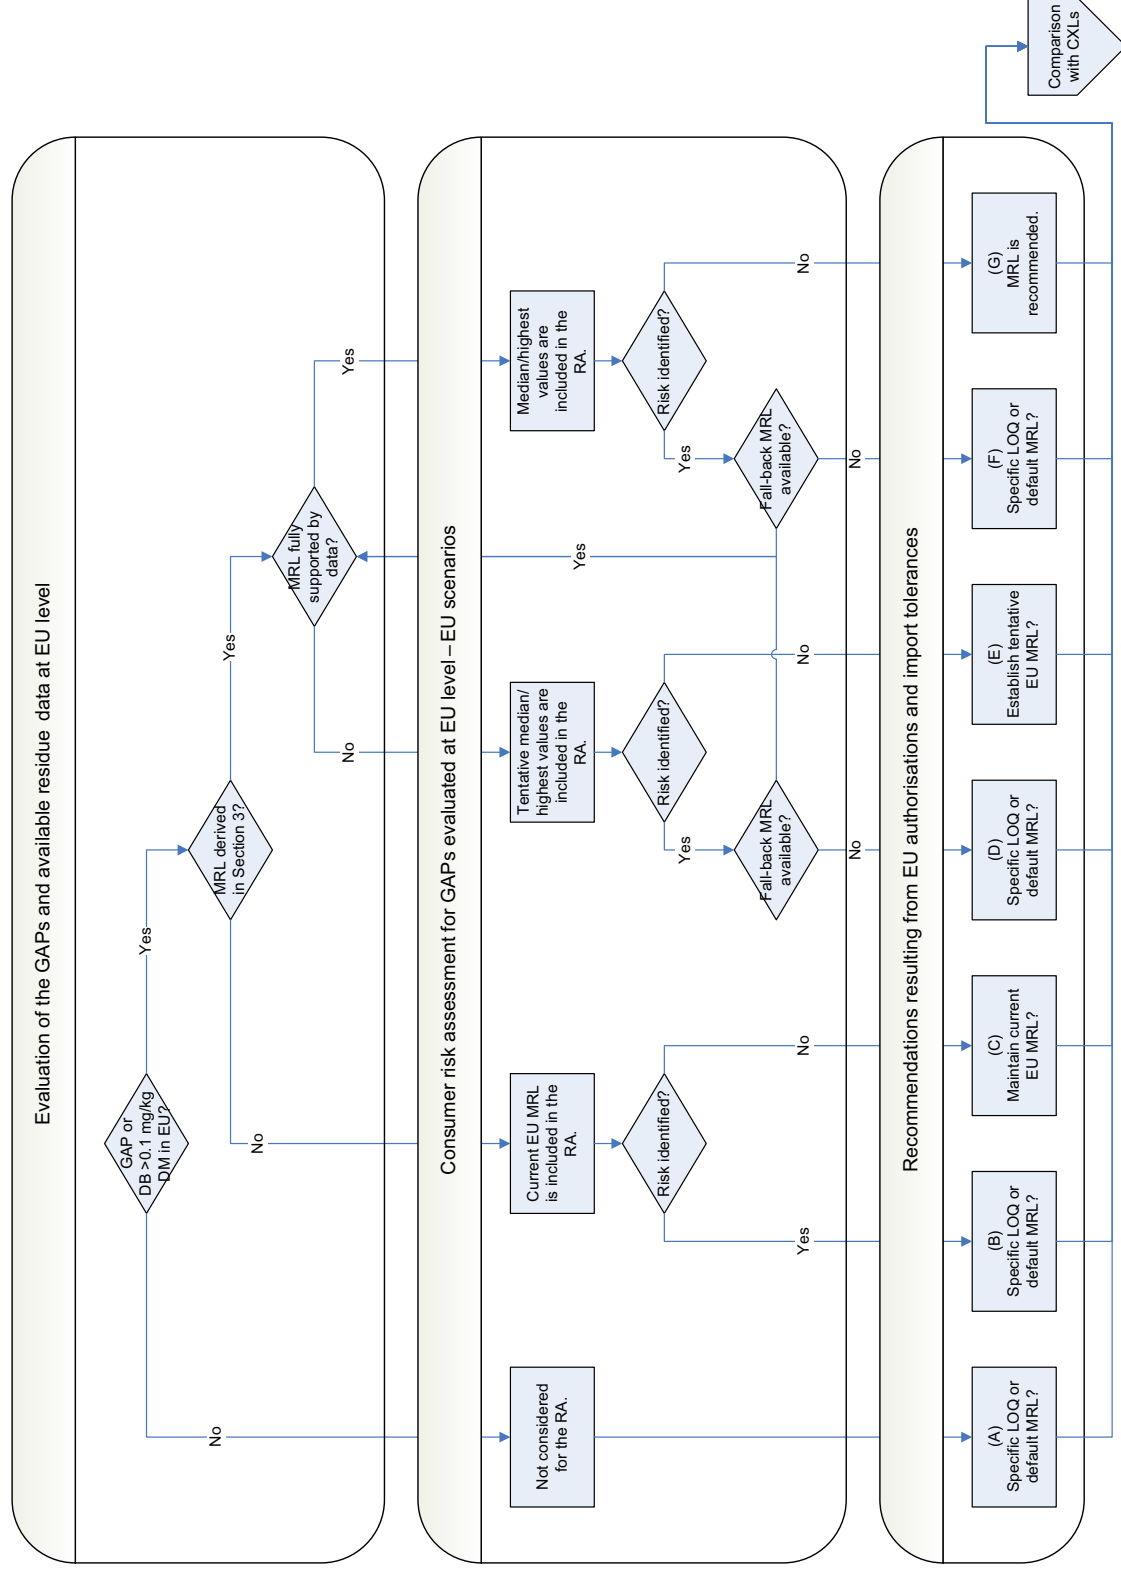 Evaluation of the GAPs and available residue data at EU level
GAP or
DB >0.1 mg/kg
DM in EU?
No
Yes
MRL derived
in Section 3?
No
Yes
MRL fully
supported by
data?
No
Yes
Consumer risk assessment for GAPs evaluated at EU level – EU scenarios
Not considered
for the RA.
Current EU MRL
is included in the
RA.
Tentative median/
highest values are
included in the
RA.
Median/highest
values are
included in the
RA.
Yes
Risk identified?
Risk identified?
Risk identified?
Yes
Yes
Fall-back MRL
available?
Fall-back MRL
available?
Yes
No
No
No
No
No
Recommendations resulting from EU authorisations and import tolerances
(A)
Specific LOQ or
default MRL?
(B)
Specific LOQ or
default MRL?
(C)
Maintain current
EU MRL?
(D)
Specific LOQ or
default MRL?
(E)
Establish tentative
EU MRL?
(F)
Specific LOQ or
default MRL?
(G)
MRL is
recommended.
Comparison
with CXLs